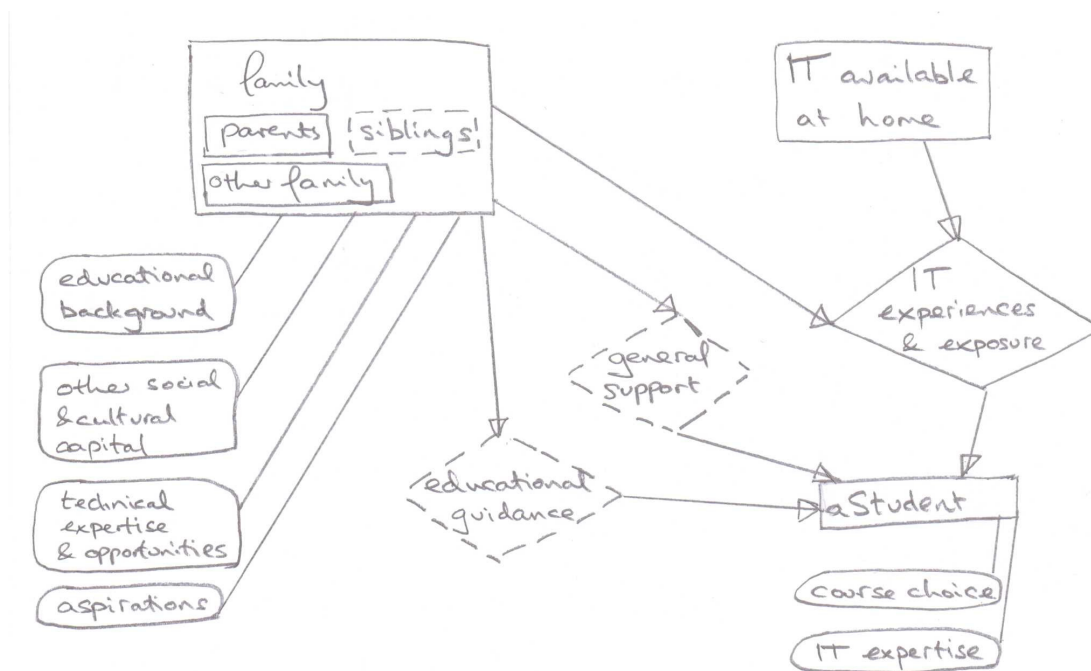 family
parents
siblings
other family
IT available
at home
educational
background
other social
& cultural
capital
technical
expertise
& opportunities
aspirations
general
support
educational
guidance
IT
experiences
& exposure
aStudent
course choice
IT expertise